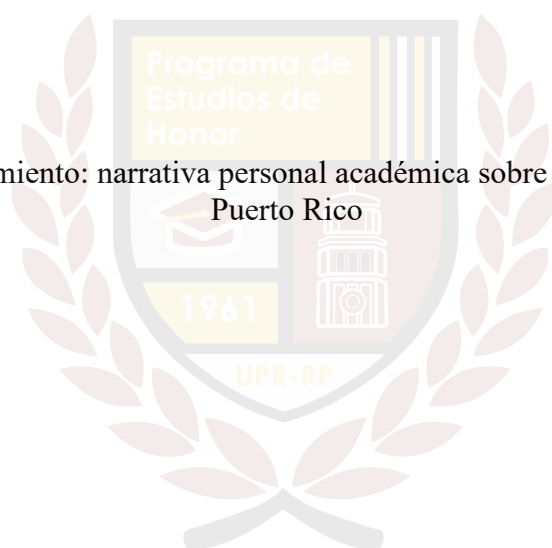 Programa de
Estudios de
Honor
miento: narrativa personal académica sobre
Puerto Rico
1961
UPR-RP